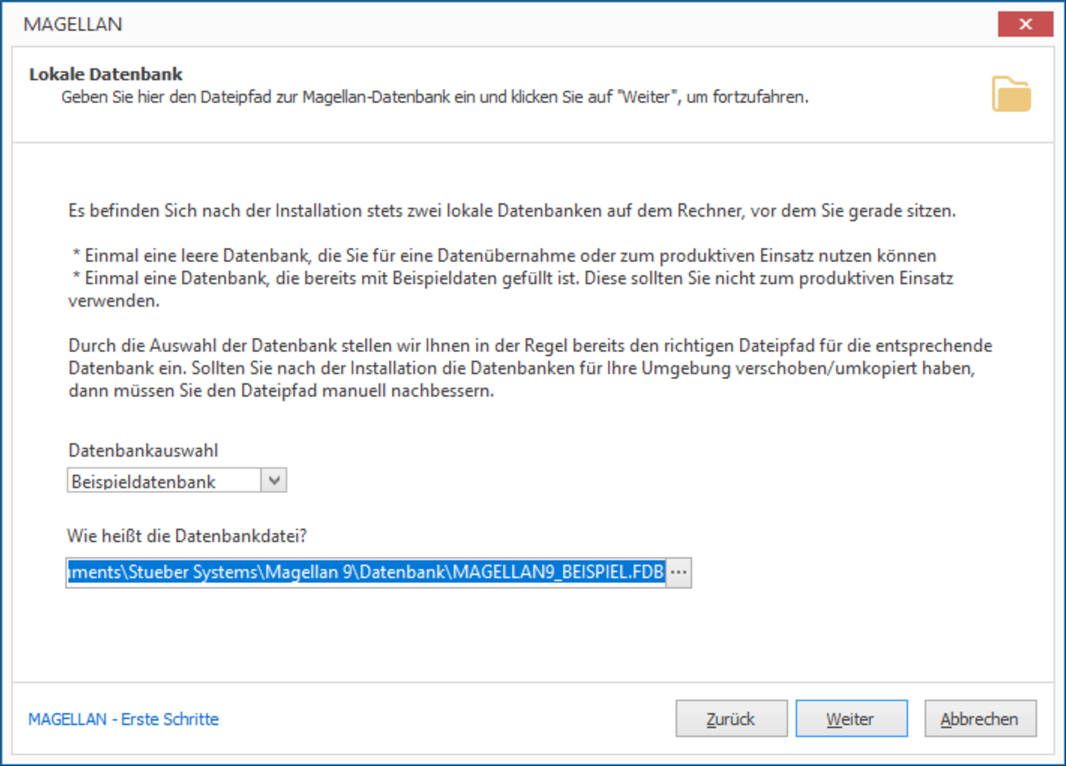 MAGELLAN
Lokale Datenbank
Geben Sie hier den Dateipfad zur Magellan-Datenbank ein und klicken Sie auf "Weiter", um fortzufahren.
Es befinden Sich nach der Installation stets zwei lokale Datenbanken auf dem Rechner, vor dem Sie gerade sitzen.
* Einmal eine leere Datenbank, die Sie für eine Datenübernahme oder zum produktiven Einsatz nutzen können
* Einmal eine Datenbank, die bereits mit Beispieldaten gefüllt ist. Diese sollten Sie nicht zum produktiven Einsatz
verwenden.
Durch die Auswahl der Datenbank stellen wir Ihnen in der Regel bereits den richtigen Dateipfad für die entsprechende
Datenbank ein. Sollten Sie nach der Installation die Datenbanken für Ihre Umgebung verschoben/umkopiert haben,
dann müssen Sie den Dateipfad manuell nachbessern.
Datenbankauswahl
Beispieldatenbank
Wie heißt die Datenbankdatei?
uments\Stueber Systems\Magellan 9\Datenbank\MAGELLAN9_BEISPIEL.FDB ...
MAGELLAN - Erste Schritte
Zurück
Weiter
Abbrechen